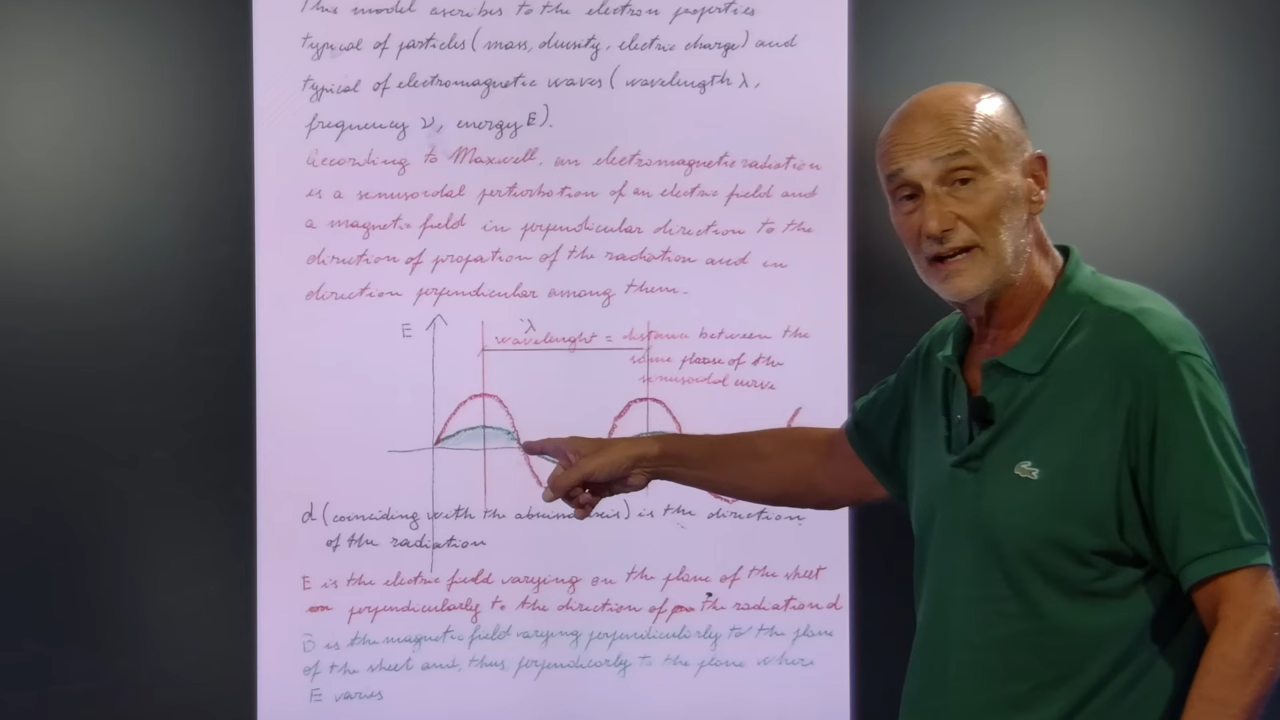 This model ascribes to the electron properties
typical of particles (mass, density, electric charge) and
typical of electromagnetic waves (wavelength λ,
frequency ν, energy E).
According to Maxwell, an electromagnetic radiation
is a sinusoidal perturbation of an electric field and
a magnetic field in perpendicular direction to the
direction of propation of the radiation and in
direction perpendicular among them.
E
λ
wavelenght = distance between the
same phase of the
sinusoidal curve
d (coinciding with the abscissa axis) is the direction
of the radiation
E is the electric field varying on the plane of the sheet
perpendicularly to the direction of the radiation d
B is the magnetic field varying perpendicularly to the plane
of the sheet and, thus, perpendicularly to the plane where
E varies